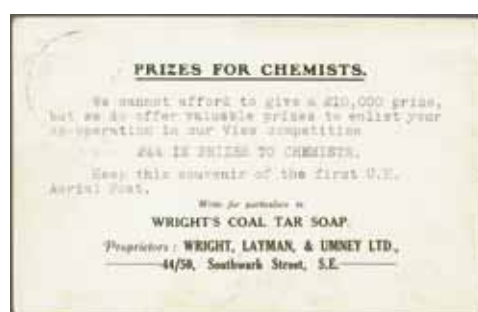 PRIZES FOR CHEMISTS.
We cannot afford to give a £10,000 prize,
but we do offer valuable prizes to enlist your
co-operation in our View competition
£44 IN PRIZES TO CHEMISTS.
Keep this souvenir of the first U.K.
Aerial Post.
Write for particulars to
WRIGHT'S COAL TAR SOAP.
Proprietors: WRIGHT, LAYMAN, & UMNEY LTD.,
44/50, Southwark Street, S.E.